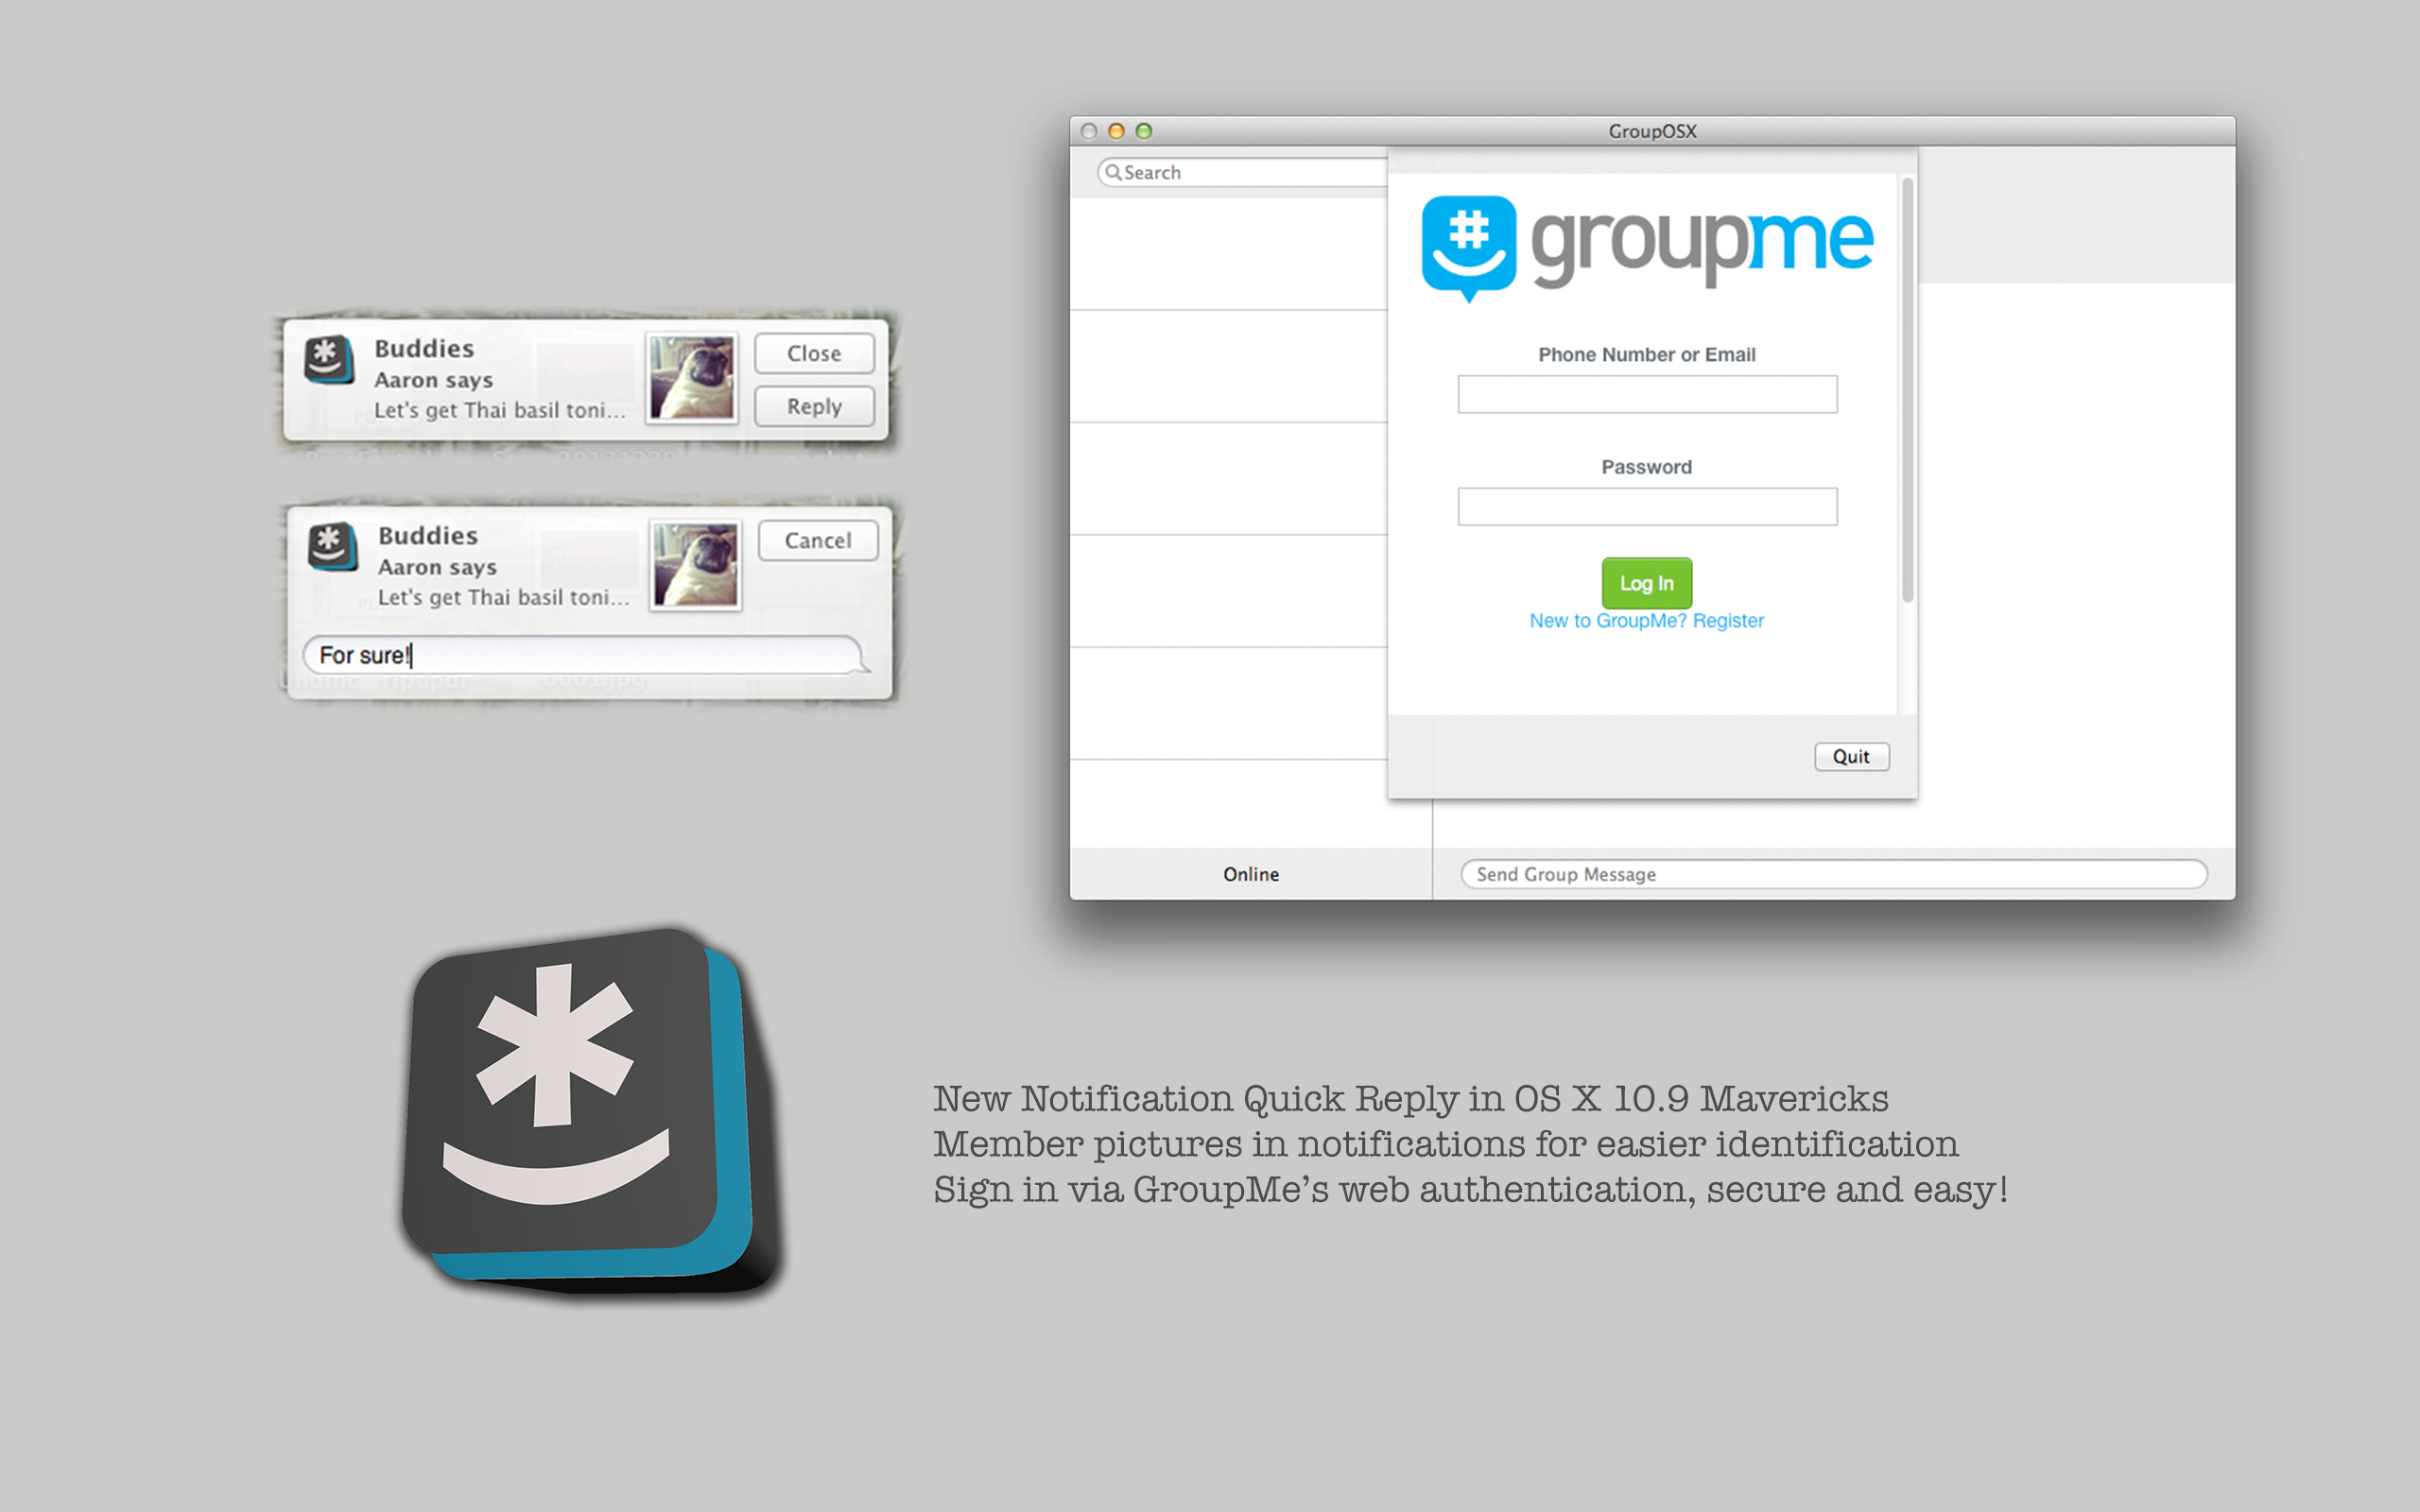 Buddies
Aaron says
Let's get Thai basil toni...
Close
Reply
Buddies
Aaron says
Let's get Thai basil toni...
Cancel
For sure!
GroupOSX
Search
groupme
Phone Number or Email
Password
Log In
New to GroupMe? Register
Quit
Online
Send Group Message
New Notification Quick Reply in OS X 10.9 Mavericks
Member pictures in notifications for easier identification
Sign in via GroupMe’s web authentication, secure and easy!